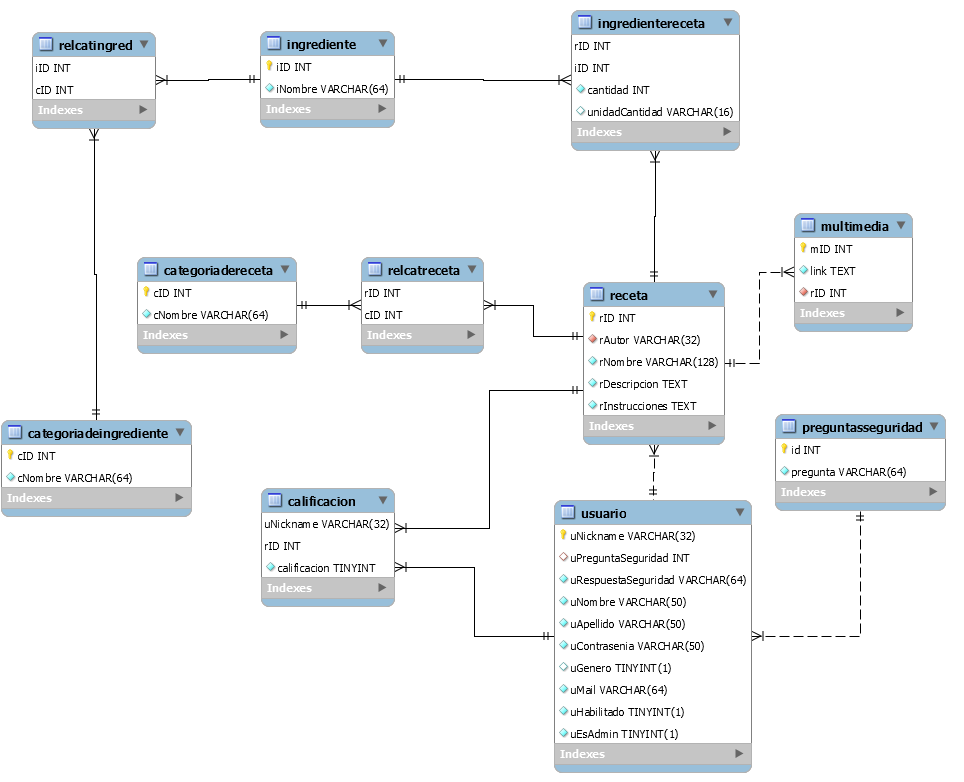 relcatingred
iID INT
cID INT
Indexes
ingrediente
iID INT
iNombre VARCHAR(64)
Indexes
ingredientereceta
rID INT
iID INT
cantidad INT
unidadCantidad VARCHAR(16)
Indexes
multimedia
mID INT
link TEXT
rID INT
Indexes
categoriadereceta
cID INT
cNombre VARCHAR(64)
Indexes
relcatreceta
rID INT
cID INT
Indexes
receta
rID INT
rAutor VARCHAR(32)
rNombre VARCHAR(128)
rDescripcion TEXT
rInstrucciones TEXT
Indexes
categoriadeingrediente
cID INT
cNombre VARCHAR(64)
Indexes
preguntasseguridad
id INT
pregunta VARCHAR(64)
Indexes
calificacion
uNickname VARCHAR(32)
rID INT
calificacion TINYINT
Indexes
usuario
uNickname VARCHAR(32)
uPreguntaSeguridad INT
uRespuestaSeguridad VARCHAR(64)
uNombre VARCHAR(50)
uApellido VARCHAR(50)
uContrasenia VARCHAR(50)
uGenero TINYINT(1)
uMail VARCHAR(64)
uHabilitado TINYINT(1)
uEsAdmin TINYINT(1)
Indexes